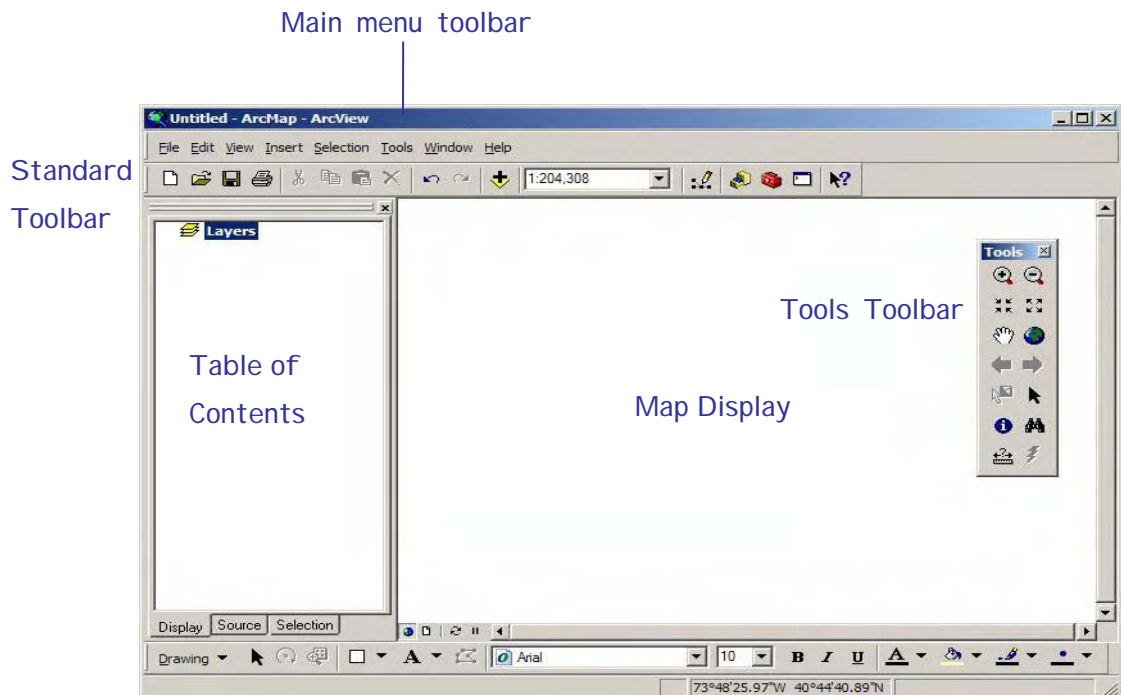 Main menu toolbar
Untitled - ArcMap - ArcView
File Edit View Insert Selection Tools Window Help
Standard
Toolbar
1:204,308
Layers
Tools
Tools Toolbar
Table of
Contents
Map Display
Display Source Selection
Drawing A Arial 10 B I U A
73°48'25.97"W 40°44'40.89"N